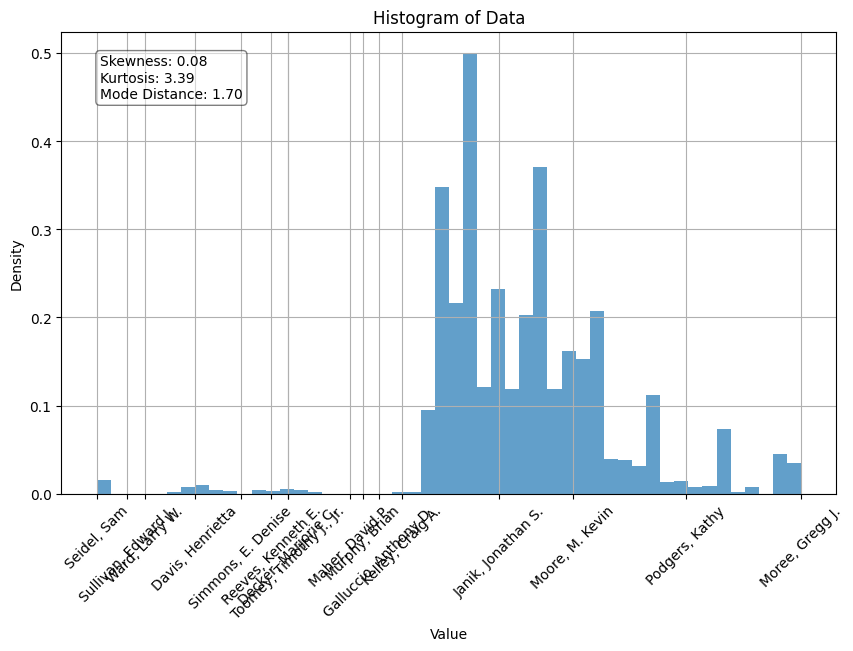 Histogram of Data
Skewness: 0.08
Kurtosis: 3.39
Mode Distance: 1.70
Density
0.5
0.4
0.3
0.2
0.1
0.0
Seidel, Sam
Sullivan, Edward J.
Ward, Larry W.
Davis, Henrietta
Simmons, E. Denise
Reeves, Kenneth E.
Decker, Marjorie C.
Toomey, Timothy J., Jr.
Maher, David P.
Murphy, Brian
Galluccio, Anthony D.
Kelley, Craig A.
Janik, Jonathan S.
Moore, M. Kevin
Podgers, Kathy
Moree, Gregg J.
Value